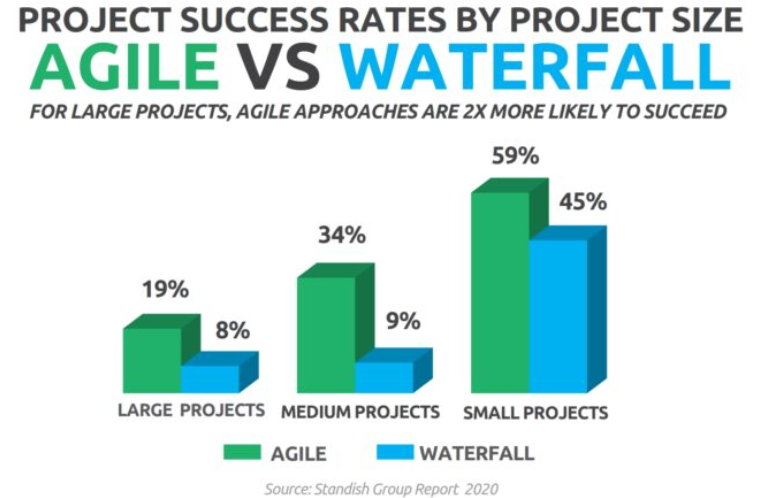 PROJECT SUCCESS RATES BY PROJECT SIZE
AGILE VS WATERFALL
FOR LARGE PROJECTS, AGILE APPROACHES ARE 2X MORE LIKELY TO SUCCEED
19%
8%
34%
9%
59%
45%
LARGE PROJECTS
MEDIUM PROJECTS
SMALL PROJECTS
AGILE
WATERFALL
Source: Standish Group Report 2020